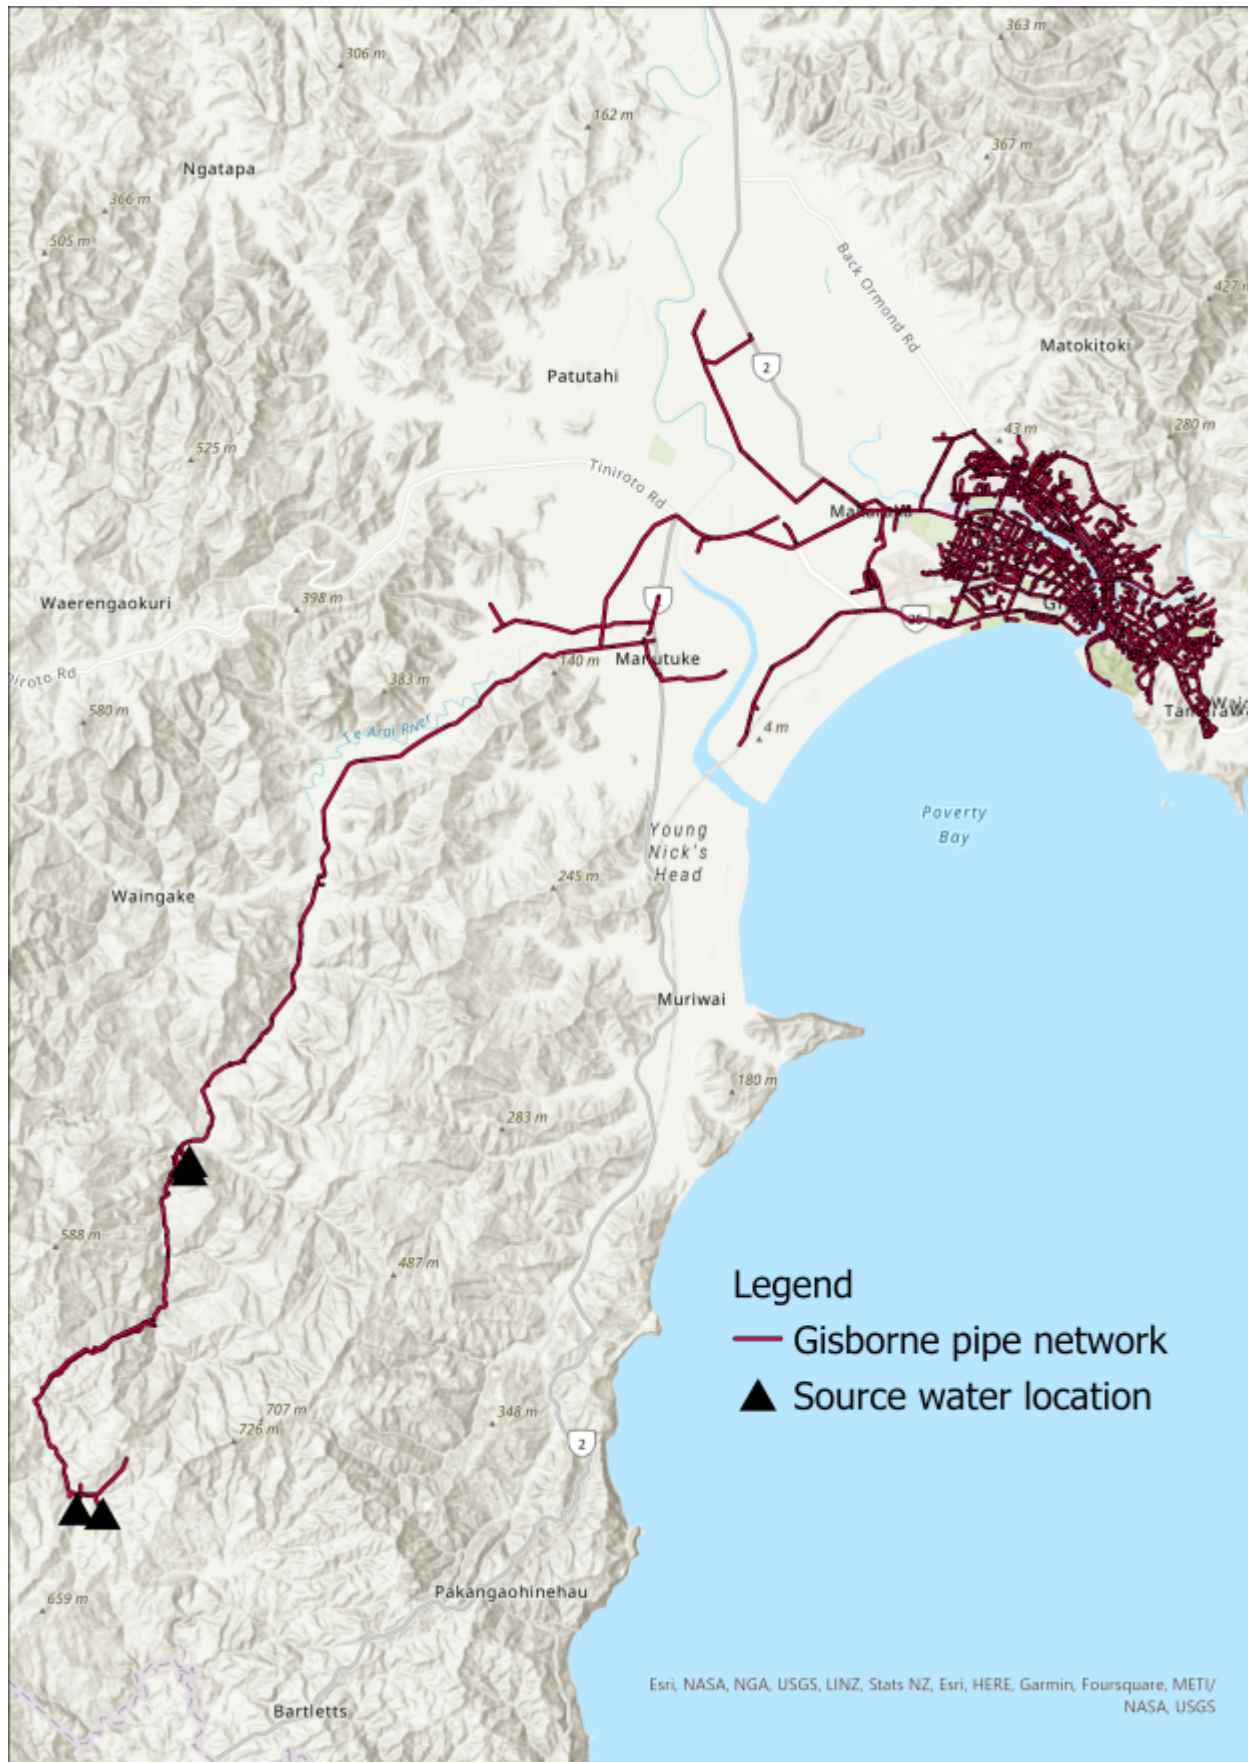 363 m
306 m
162 m
367 m
Ngatapa
366 m
505 m
Back Ormond Rd
427 m
Matokitoki
2
Patutahi
280 m
43 m
525 m
Tiniroto Rd
Waerengaokuri
398 m
Manutuke
140 m
383 m
580 m
Te Arai River
4 m
Poverty
Bay
Young
Nick's
Head
245 m
Waingake
Muriwai
180 m
283 m
588 m
487 m
Legend
Gisborne pipe network
Source water location
707 m
726 m
348 m
2
659 m
Pakangaohinehau
Esri, NASA, NGA, USGS, LINZ, Stats NZ, Esri, HERE, Garmin, Foursquare, METI/
NASA, USGS
Bartletts